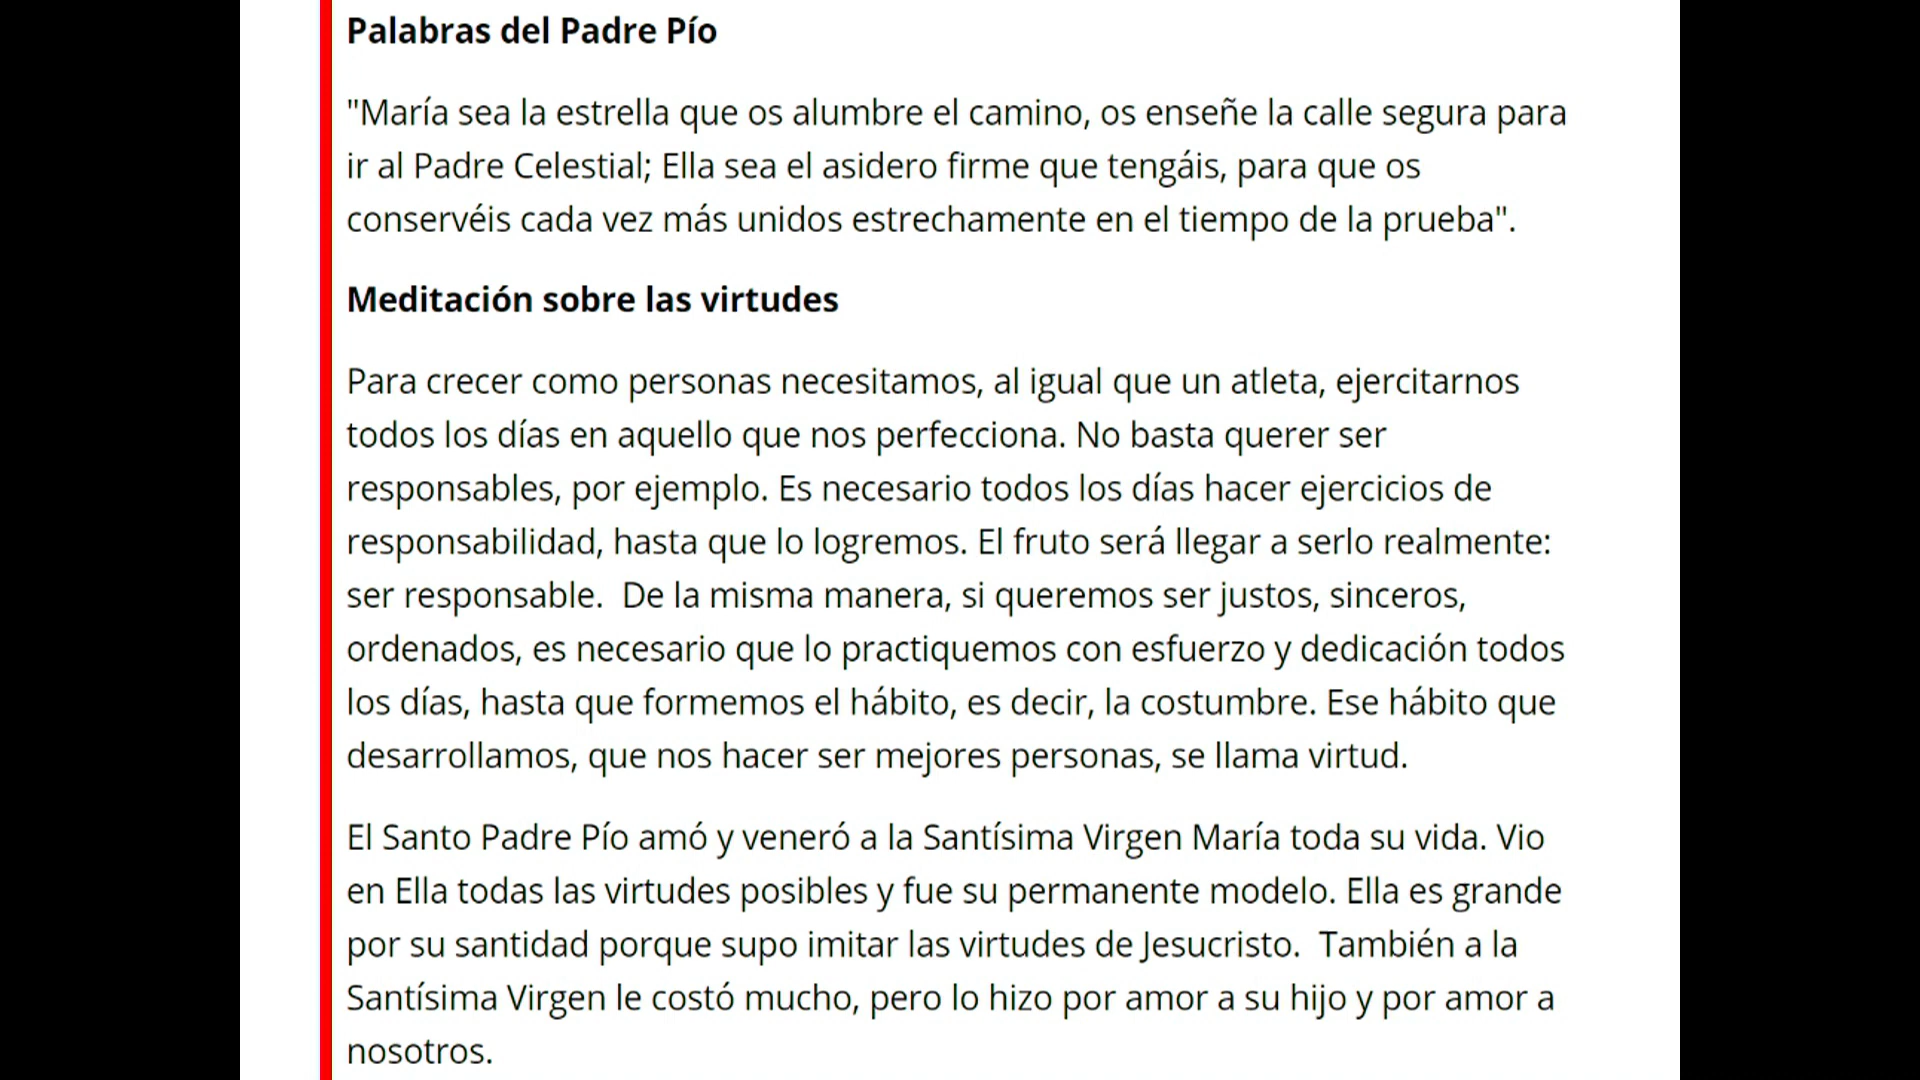 Palabras del Padre Pío
"María sea la estrella que os alumbre el camino, os enseñe la calle segura para
ir al Padre Celestial; Ella sea el asidero firme que tengáis, para que os
conservéis cada vez más unidos estrechamente en el tiempo de la prueba".
Meditación sobre las virtudes
Para crecer como personas necesitamos, al igual que un atleta, ejercitarnos
todos los días en aquello que nos perfecciona. No basta querer ser
responsables, por ejemplo. Es necesario todos los días hacer ejercicios de
responsabilidad, hasta que lo logremos. El fruto será llegar a serlo realmente:
ser responsable.  De la misma manera, si queremos ser justos, sinceros,
ordenados, es necesario que lo practiquemos con esfuerzo y dedicación todos
los días, hasta que formemos el hábito, es decir, la costumbre. Ese hábito que
desarrollamos, que nos hacer ser mejores personas, se llama virtud.
El Santo Padre Pío amó y veneró a la Santísima Virgen María toda su vida. Vio
en Ella todas las virtudes posibles y fue su permanente modelo. Ella es grande
por su santidad porque supo imitar las virtudes de Jesucristo.  También a la
Santísima Virgen le costó mucho, pero lo hizo por amor a su hijo y por amor a
nosotros.